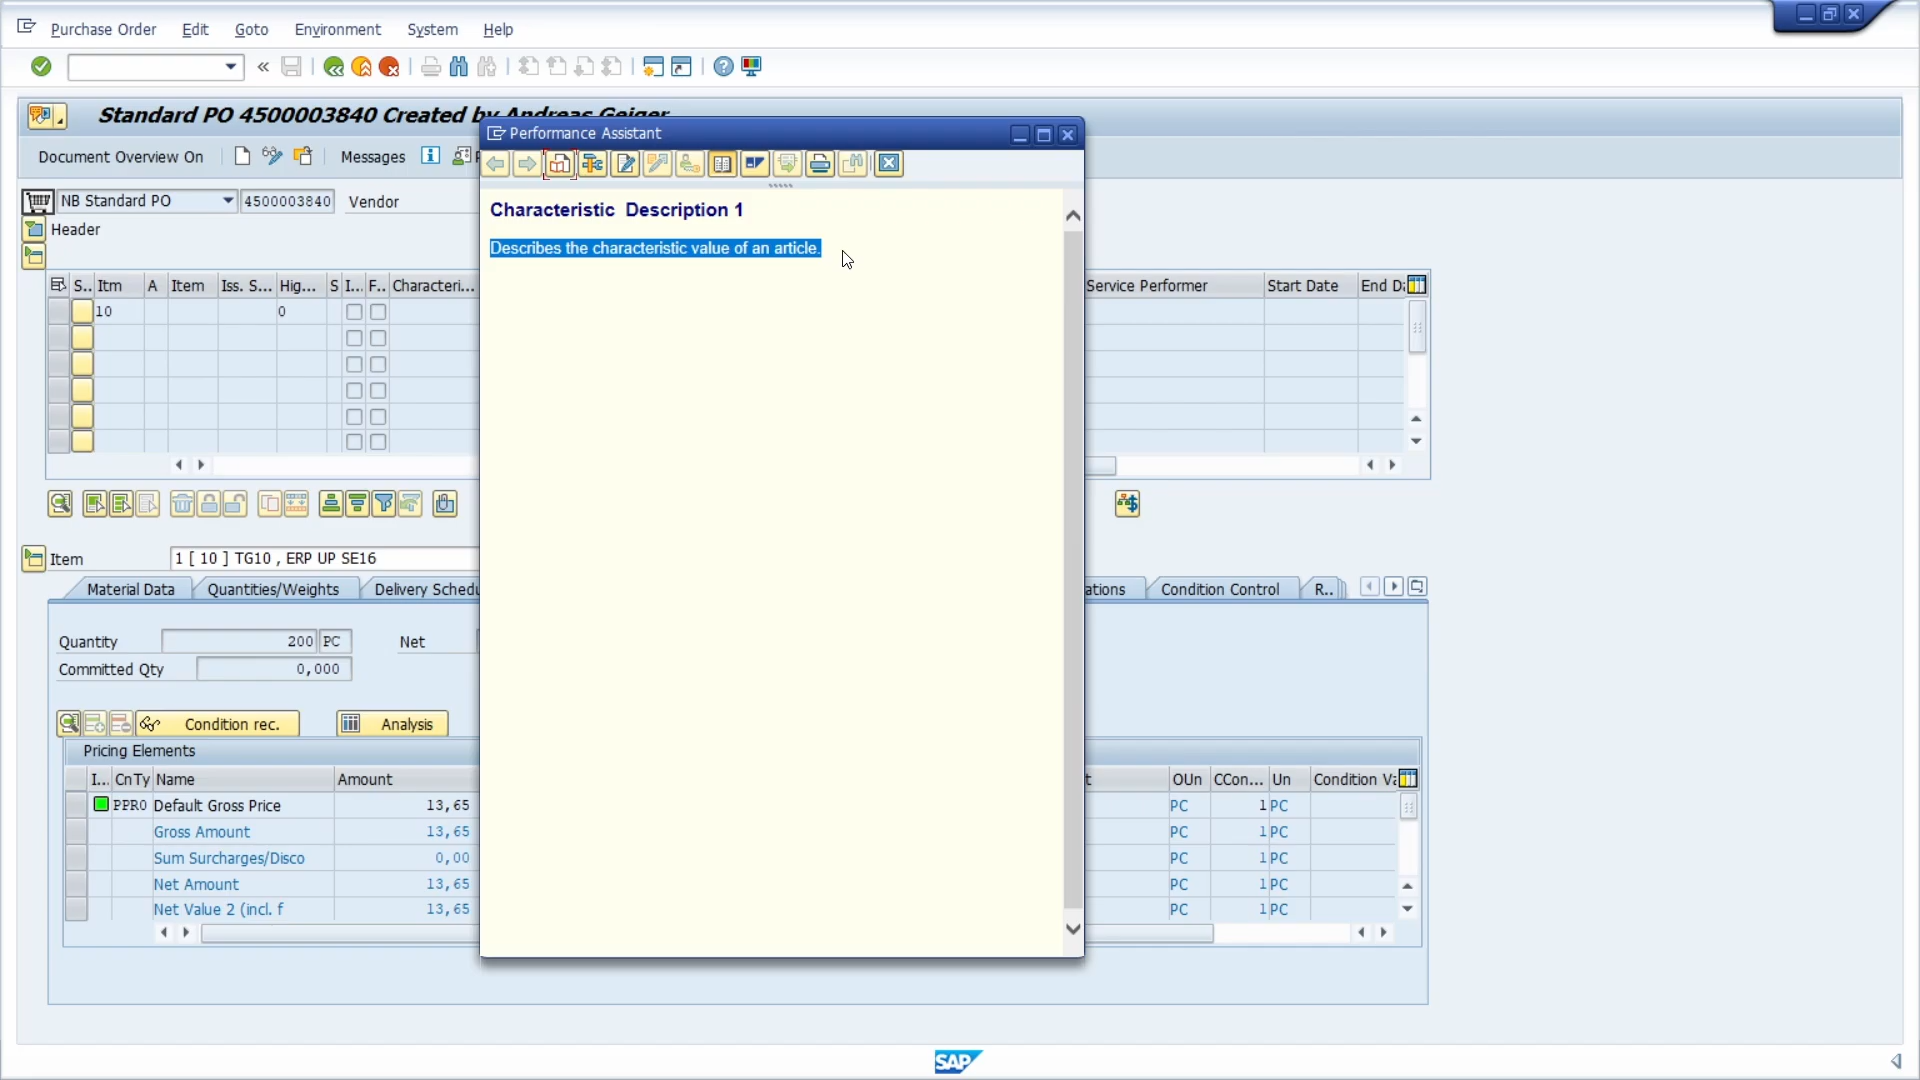 Purchase Order Edit Goto Environment System Help
Standard PO 4500003840 Created by Andreas Geiger
Document Overview On Messages
NB Standard PO 4500003840 Vendor
Header
S.. Itm A Item Iss. S... Hig... S I... F.. Characteri...
10 0
Item 1 [ 10 ] TG10 , ERP UP SE16
Material Data Quantities/Weights Delivery Schedu
Quantity 200 PC Net
Committed Qty 0,000
Condition rec. Analysis
Pricing Elements
I... CnTy Name Amount
PPR0 Default Gross Price 13,65
Gross Amount 13,65
Sum Surcharges/Disco 0,00
Net Amount 13,65
Net Value 2 (incl. f 13,65
Performance Assistant
Characteristic Description 1
Describes the characteristic value of an article.
Service Performer Start Date End D
ations Condition Control R..
t OUn CCon... Un Condition Va
PC 1 PC
PC 1 PC
PC 1 PC
PC 1 PC
PC 1 PC
SAP